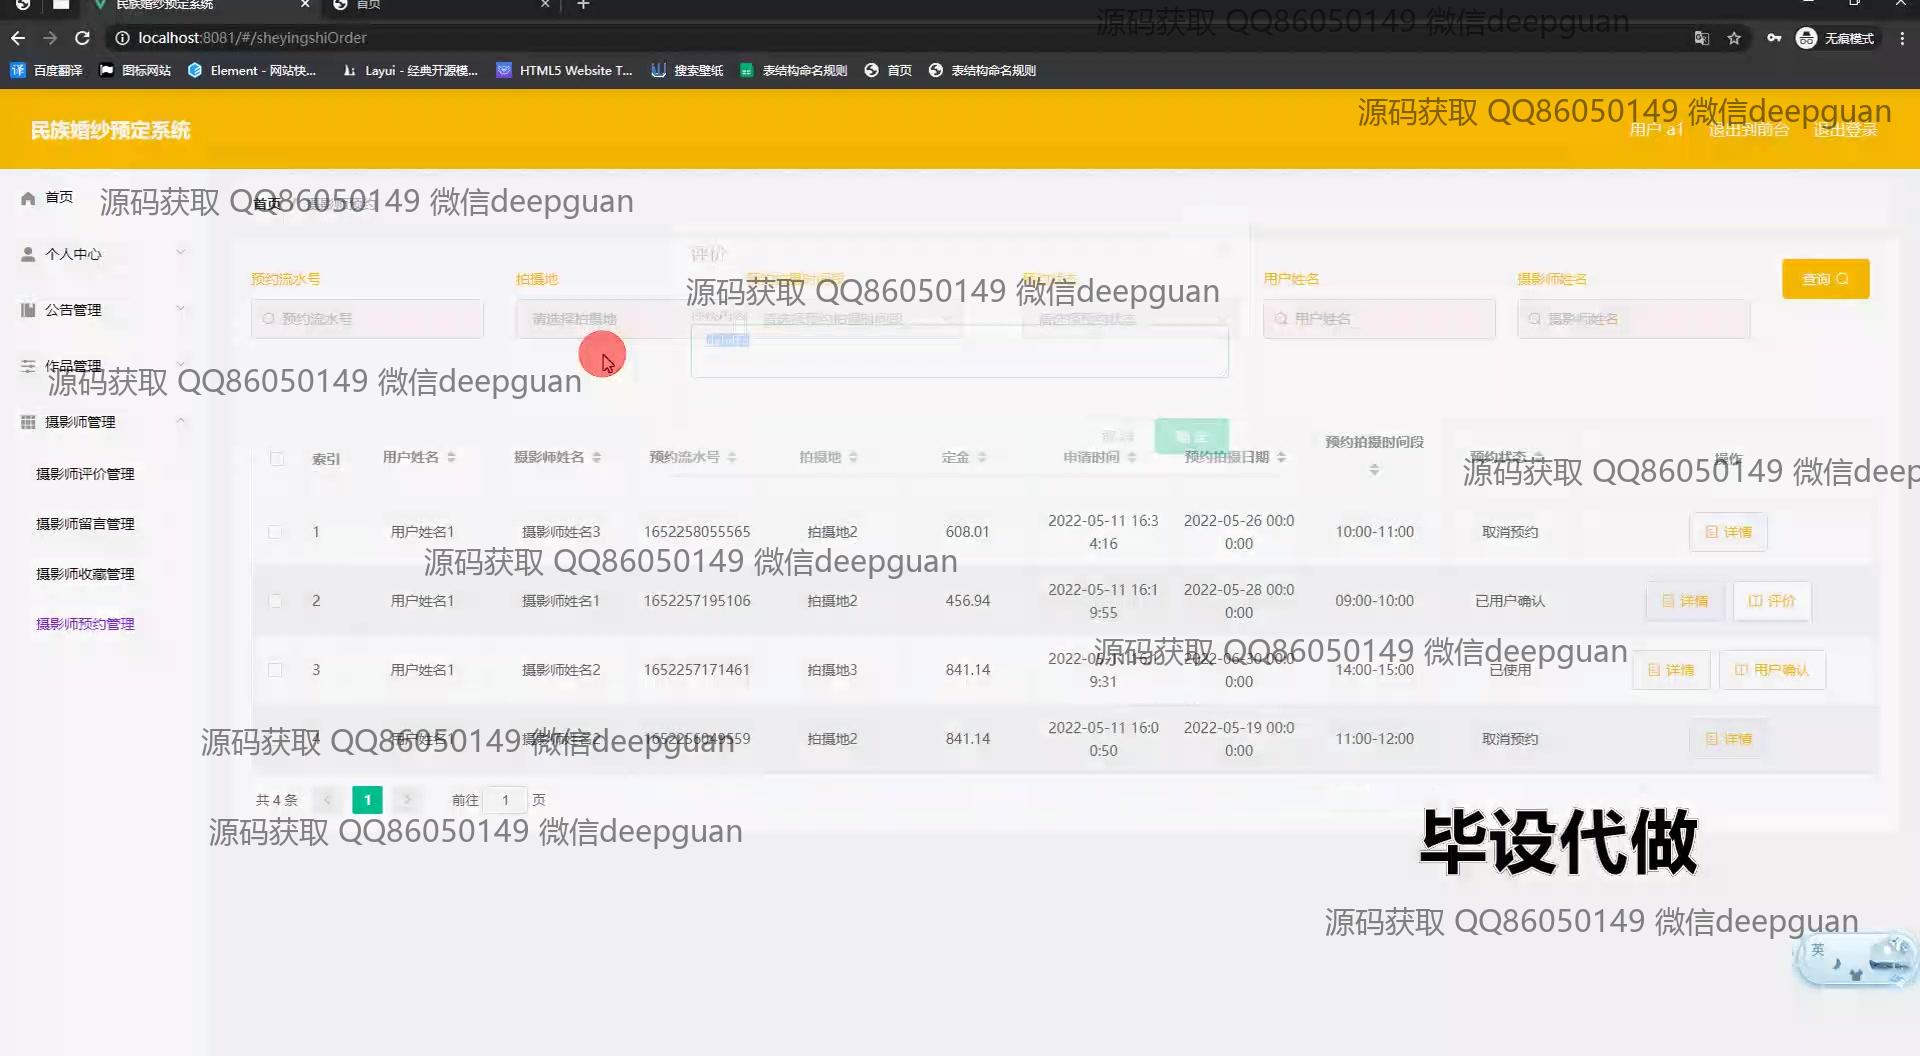 民族婚纱预定系统
首页
localhost:8081/#/sheyingshiOrder
无痕模式
百度翻译
图标网站
Element - 网站快...
Layui - 经典开源模...
HTML5 Website T...
搜索壁纸
表结构命名规则
首页
表结构命名规则
源码获取 QQ86050149 微信deepguan
民族婚纱预定系统
源码获取 QQ86050149 微信deepguan
用户 a1 退出到前台 退出登录
首页
源码获取 QQ86050149 微信deepguan
首页
摄影师预约
个人中心
公告管理
作品管理
源码获取 QQ86050149 微信deepguan
摄影师管理
摄影师评价管理
摄影师留言管理
摄影师收藏管理
摄影师预约管理
评价
预约流水号 拍摄地 预约拍摄时间段 预约状态 用户姓名 摄影师姓名 查询
源码获取 QQ86050149 微信deepguan
预约流水号 请选择拍摄地 评价内容 请选择预约拍摄时间段 请选择预约状态 用户姓名 摄影师姓名
取消 确定
索引 用户姓名 摄影师姓名 预约流水号 拍摄地 定金 申请时间 预约拍摄日期 预约拍摄时间段 预约状态 操作
源码获取 QQ86050149 微信deep
1 用户姓名1 摄影师姓名3 1652258055565 拍摄地2 608.01 2022-05-11 16:34:16 2022-05-26 00:00:00 10:00-11:00 取消预约 详情
源码获取 QQ86050149 微信deepguan
2 用户姓名1 摄影师姓名1 1652257195106 拍摄地2 456.94 2022-05-11 16:19:55 2022-05-28 00:00:00 09:00-10:00 已用户确认 详情 评价
源码获取 QQ86050149 微信deepguan
3 用户姓名1 摄影师姓名2 1652257171461 拍摄地3 841.14 2022-05-11 16:19:31 2022-06-30 00:00:00 14:00-15:00 已使用 详情 用户确认
4 用户姓名1 摄影师姓名2 1652256049559 拍摄地2 841.14 2022-05-11 16:00:50 2022-05-19 00:00:00 11:00-12:00 取消预约 详情
源码获取 QQ86050149 微信deepguan
共 4 条 1 前往 1 页
源码获取 QQ86050149 微信deepguan
毕设代做
源码获取 QQ86050149 微信deepguan
英